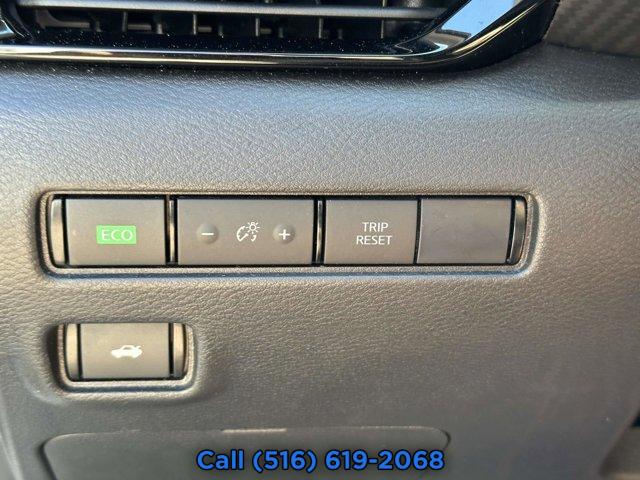 ECO
− +
TRIP
RESET
Call (516) 619-2068